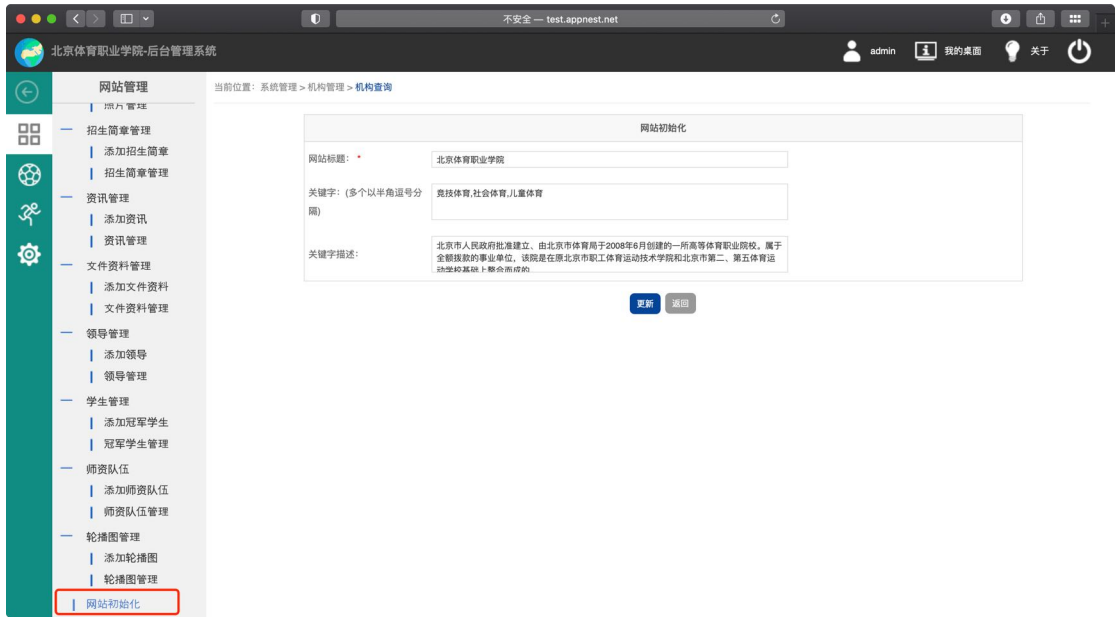 不安全 — test.appnest.net
北京体育职业学院-后台管理系统
admin
我的桌面
关于
网站管理
当前位置：系统管理 > 机构管理 > 机构查询
照片管理
招生简章管理
添加招生简章
招生简章管理
资讯管理
添加资讯
资讯管理
文件资料管理
添加文件资料
文件资料管理
领导管理
添加领导
领导管理
学生管理
添加冠军学生
冠军学生管理
师资队伍
添加师资队伍
师资队伍管理
轮播图管理
添加轮播图
轮播图管理
网站初始化
网站初始化
网站标题： *
北京体育职业学院
关键字：(多个以半角逗号分
隔)
竞技体育,社会体育,儿童体育
关键字描述：
北京市人民政府批准建立、由北京市体育局于2008年6月创建的一所高等体育职业院校。属于
全额拨款的事业单位，该院是在原北京市职工体育运动技术学院和北京市第二、第五体育运
动学校基础上整合而成的
更新
返回